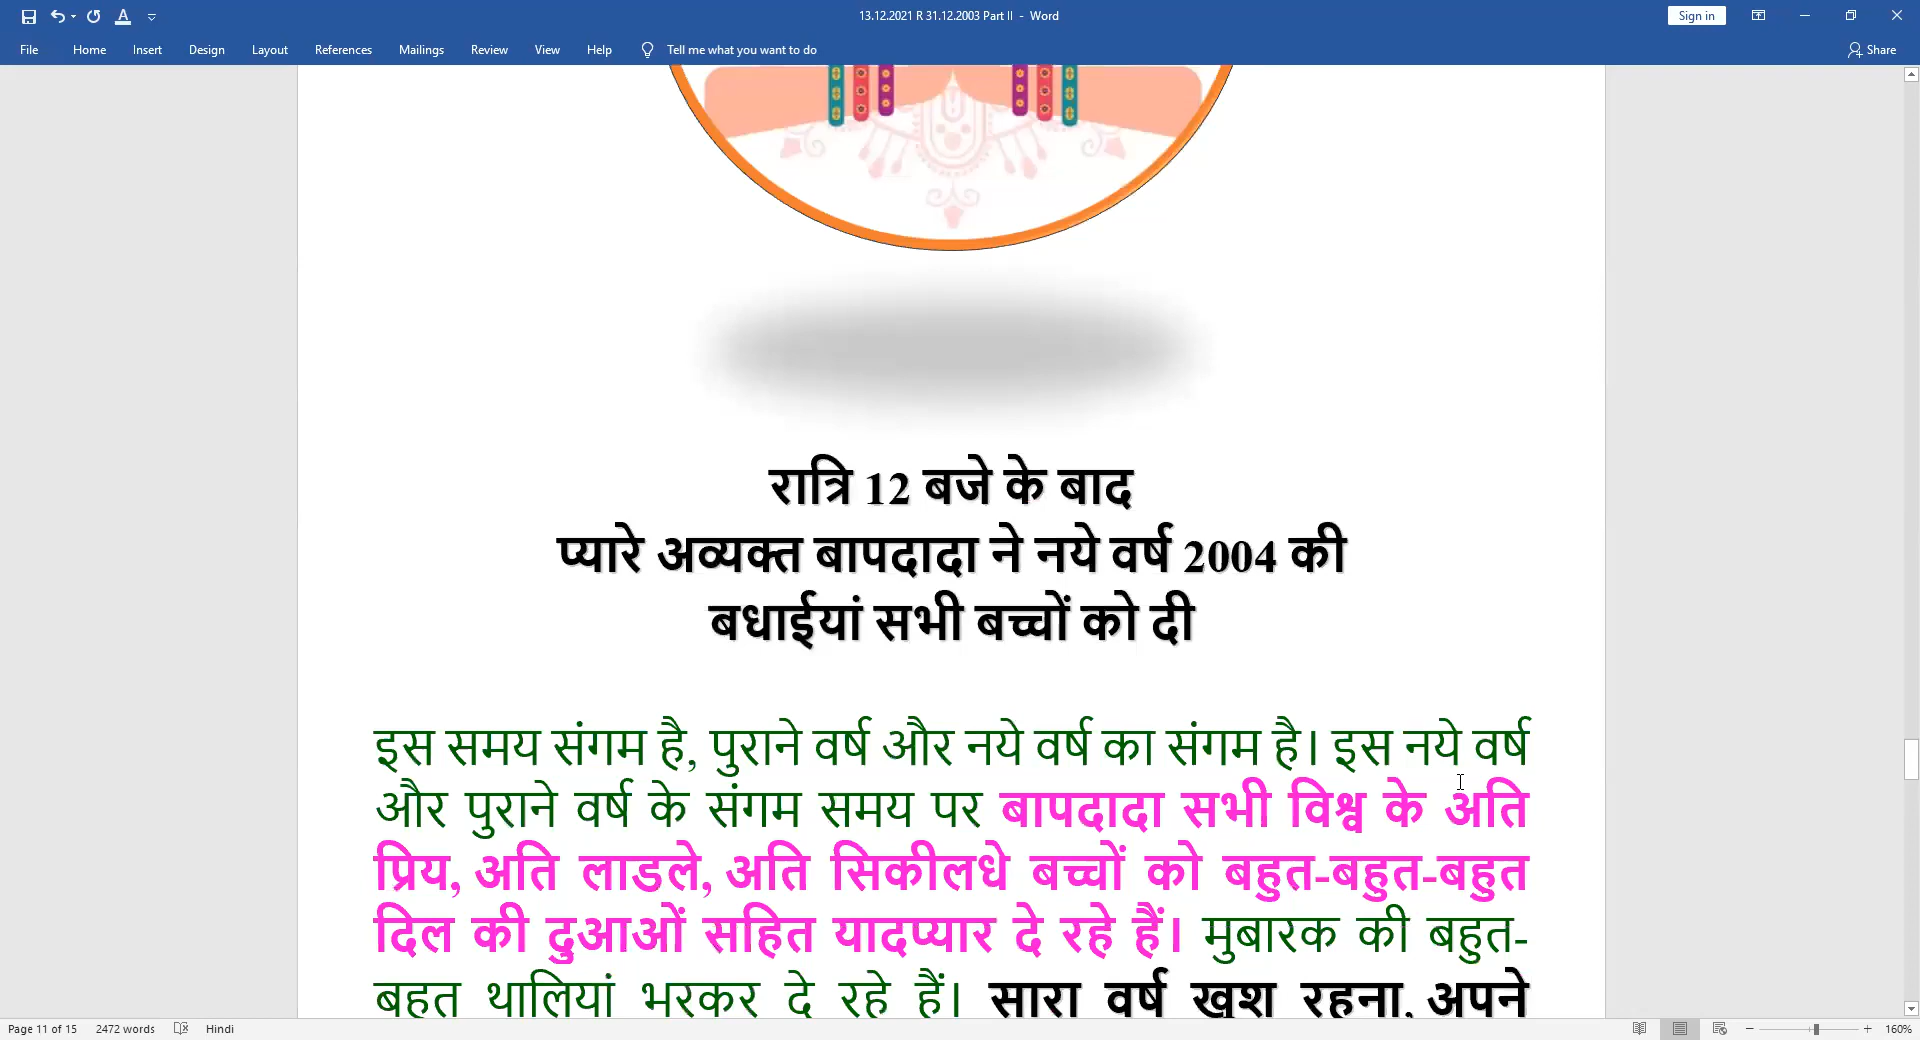 13.12.2021 R 31.12.2003 Part II - Word
Sign in
File Home Insert Design Layout References Mailings Review View Help Tell me what you want to do
Share
रात्रि 12 बजे के बाद
प्यारे अव्यक्त बापदादा ने नये वर्ष 2004 की
बधाईयां सभी बच्चों को दी
इस समय संगम है, पुराने वर्ष और नये वर्ष का संगम है। इस नये वर्ष
और पुराने वर्ष के संगम समय पर बापदादा सभी विश्व के अति
प्रिय, अति लाडले, अति सिकीलधे बच्चों को बहुत-बहुत-बहुत
दिल की दुआओं सहित यादप्यार दे रहे हैं। मुबारक की बहुत-
बहुत थालियां भरकर दे रहे हैं। सारा वर्ष खुश रहना, अपने
Page 11 of 15 2472 words Hindi
160%